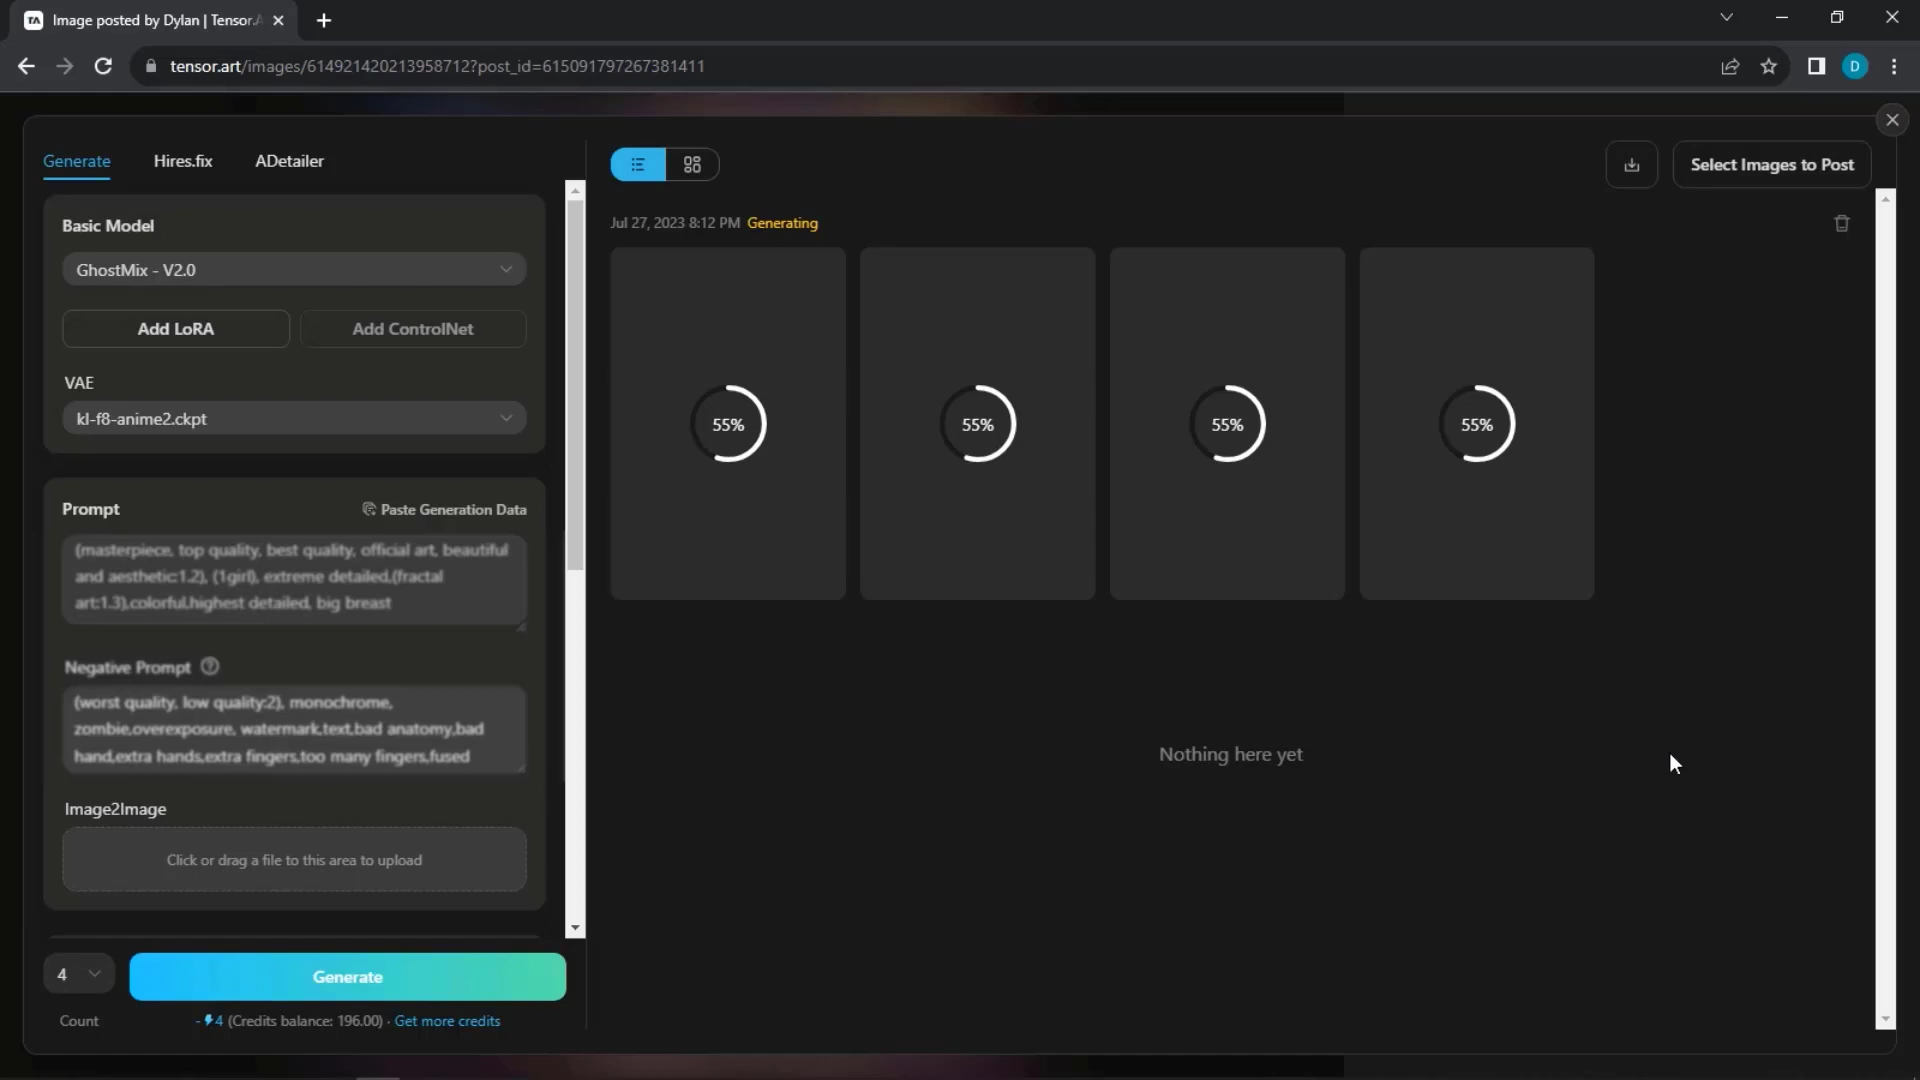 Image posted by Dylan | Tensor.A
tensor.art/images/614921420213958712?post_id=615091797267381411
D
Generate
Hires.fix
ADetailer
Select Images to Post
Basic Model
Jul 27, 2023 8:12 PM Generating
GhostMix - V2.0
Add LoRA
Add ControlNet
VAE
kl-f8-anime2.ckpt
55%
55%
55%
55%
Prompt
Paste Generation Data
(masterpiece, top quality, best quality, official art, beautiful
and aesthetic:1.2), (1girl), extreme detailed,(fractal
art:1.3),colorful,highest detailed, big breast
Negative Prompt
(worst quality, low quality:2), monochrome,
zombie,overexposure, watermark,text,bad anatomy,bad
hand,extra hands,extra fingers,too many fingers,fused
Nothing here yet
Image2Image
Click or drag a file to this area to upload
4
Generate
Count
- 4 (Credits balance: 196.00) · Get more credits